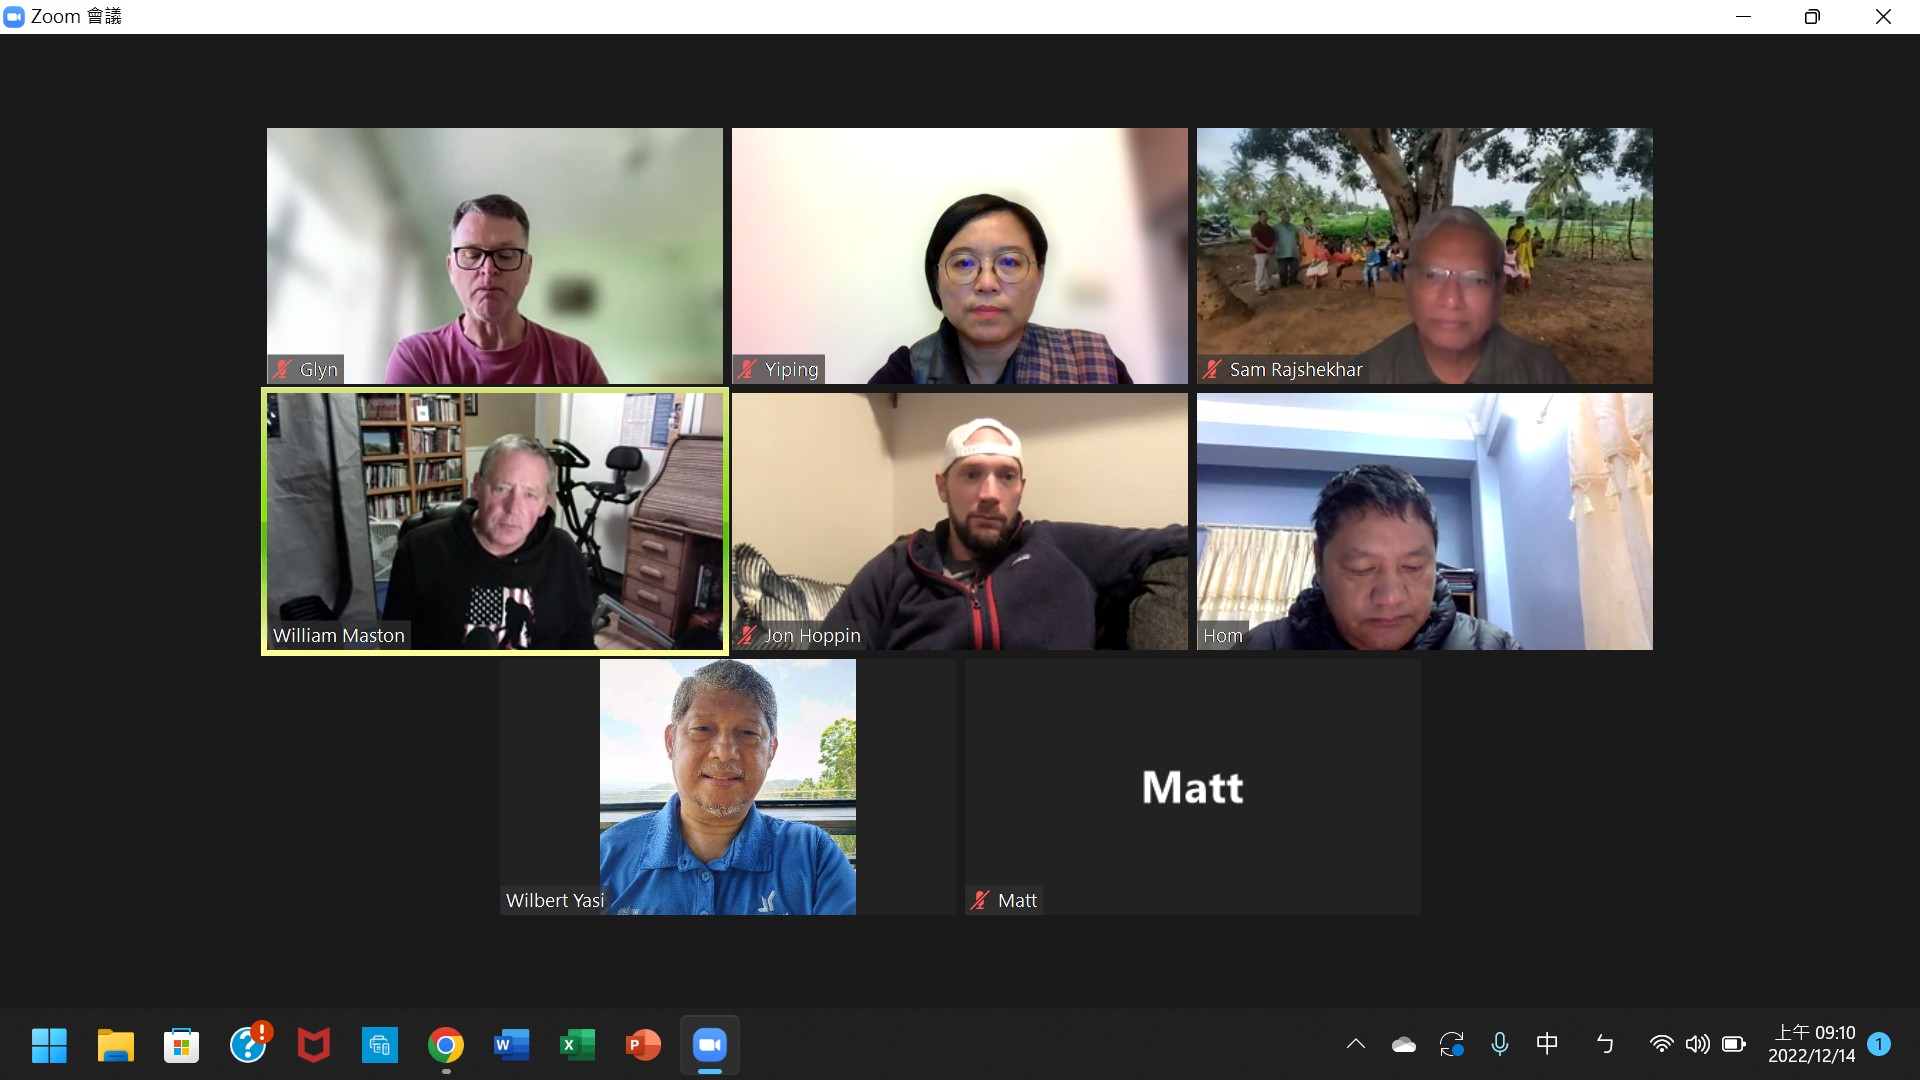 Zoom 會議
Glyn
Yiping
Sam Rajshekhar
William Maston
Jon Hoppin
Hom
Wilbert Yasi
Matt
Matt
W
X
P
中
ㄣ
上午 09:10
2022/12/14
1